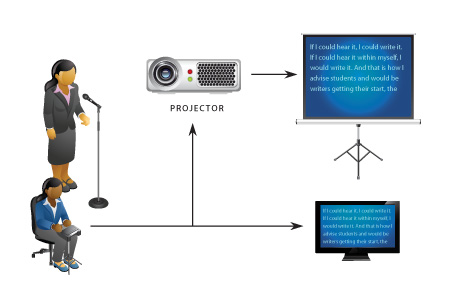 If I could hear it, I could write it.
If I could hear it within myself, I
would write it. And that is how I
advise students and would be
writers getting their start, the
PROJECTOR
If I could hear it, I could write it.
If I could hear it within myself, I
would write it. And that is how I
advise students and would be
writers getting their start, the